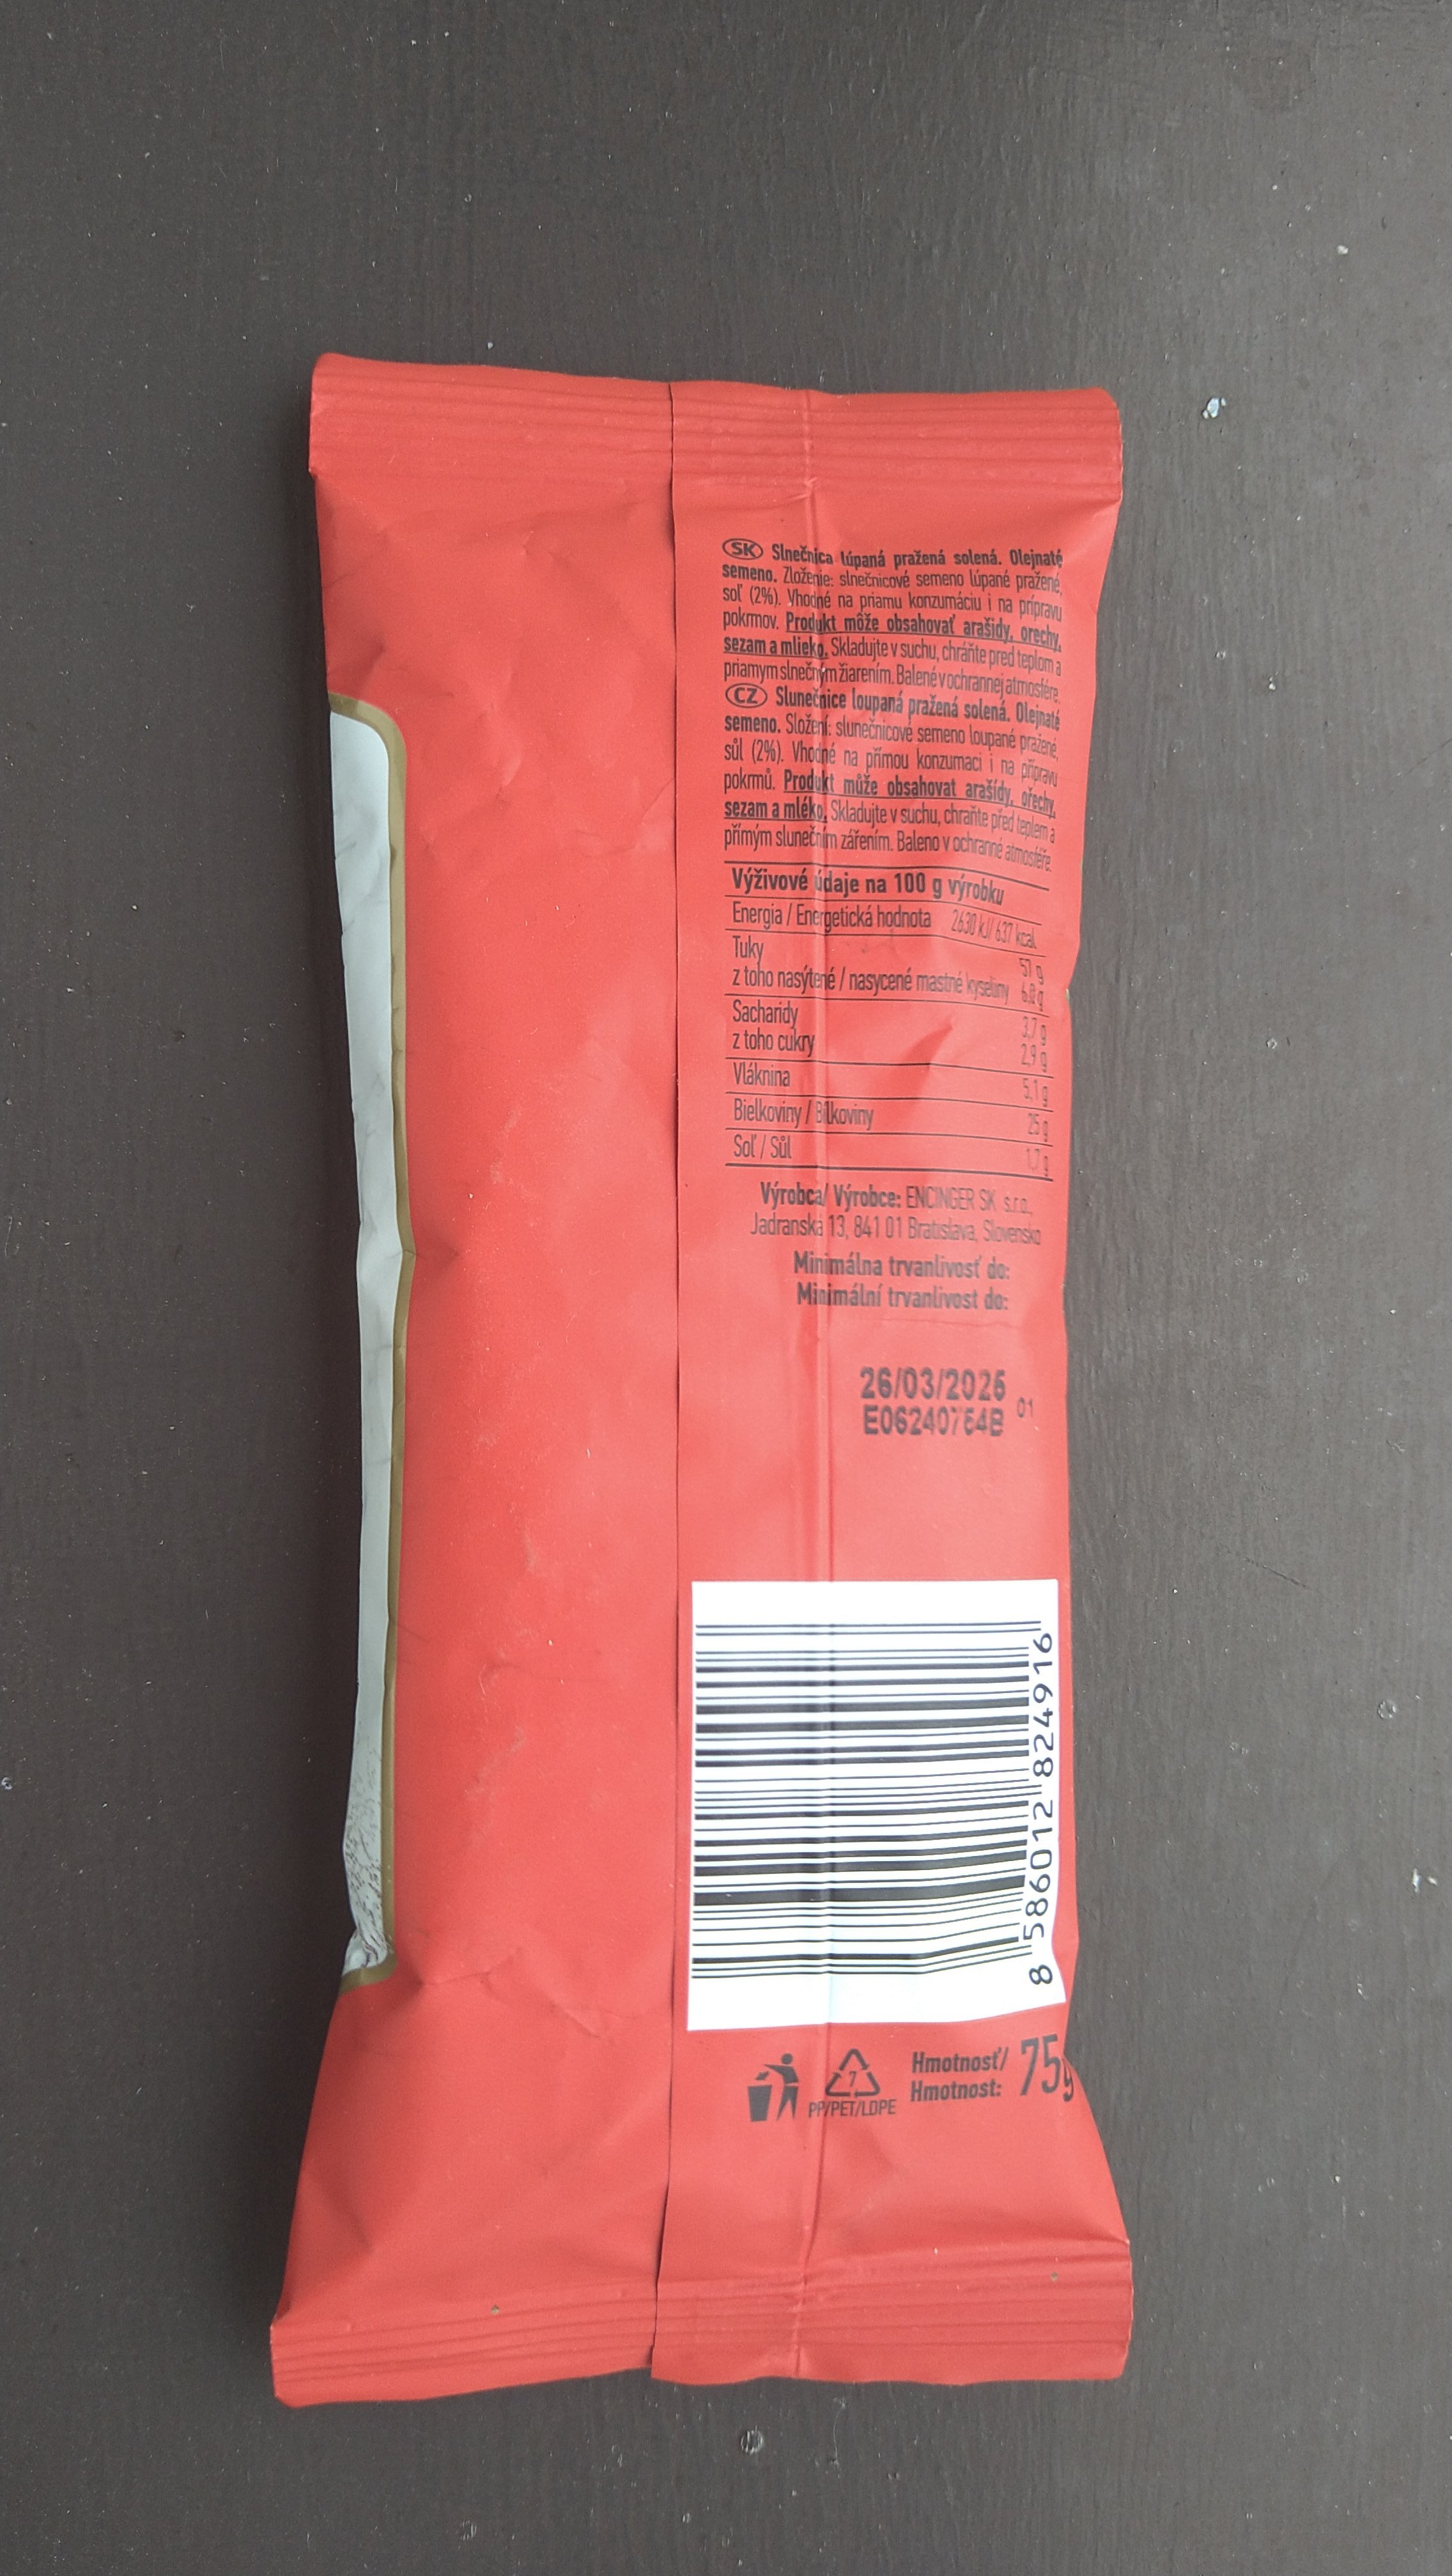 SK Slnečnica lúpaná pražená solená. Olejnaté
semeno. Zloženie: slnečnicové semeno lúpané pražené,
soľ (2%). Vhodné na priamu konzumáciu i na prípravu
pokrmov. Produkt môže obsahovať arašidy, orechy,
sezam a mlieko. Skladujte v suchu, chráňte pred teplom a
priamym slnečným žiarením. Balené v ochrannej atmosfére.
CZ Slunečnice loupaná pražená solená. Olejnaté
semeno. Složení: slunečnicové semeno loupané pražené,
sůl (2%). Vhodné na přímou konzumaci i na přípravu
pokrmů. Produkt může obsahovat arašídy, ořechy,
sezam a mléko. Skladujte v suchu, chraňte před teplem a
přímým slunečním zářením. Baleno v ochranné atmosféře.
Výživové údaje na 100 g výrobku
Energia / Energetická hodnota 2630 kJ/ 637 kcal
Tuky 57 g
z toho nasýtené / nasycené mastné kyseliny
Sacharidy 3,7 g
z toho cukry 2,9 g
Vláknina 5,1 g
Bielkoviny / Bílkoviny 25 g
Soľ / Sůl 1,7 g
Výrobca/ Výrobce: ENCINGER SK s.r.o.,
Jadranská 13, 841 01 Bratislava, Slovensko
Minimálna trvanlivosť do:
Minimální trvanlivost do:
26/03/2025
01
8 586012 824916
7
PP/PET/LDPE
Hmotnosť/
Hmotnost: 75g